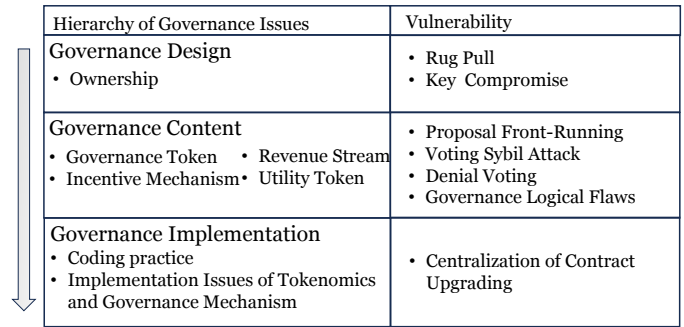 Hierarchy of Governance Issues
Vulnerability
Governance Design
• Ownership
• Rug Pull
• Key Compromise
Governance Content
• Governance Token • Revenue Stream
• Incentive Mechanism • Utility Token
• Proposal Front-Running
• Voting Sybil Attack
• Denial Voting
• Governance Logical Flaws
Governance Implementation
• Coding practice
• Implementation Issues of Tokenomics
and Governance Mechanism
• Centralization of Contract
Upgrading